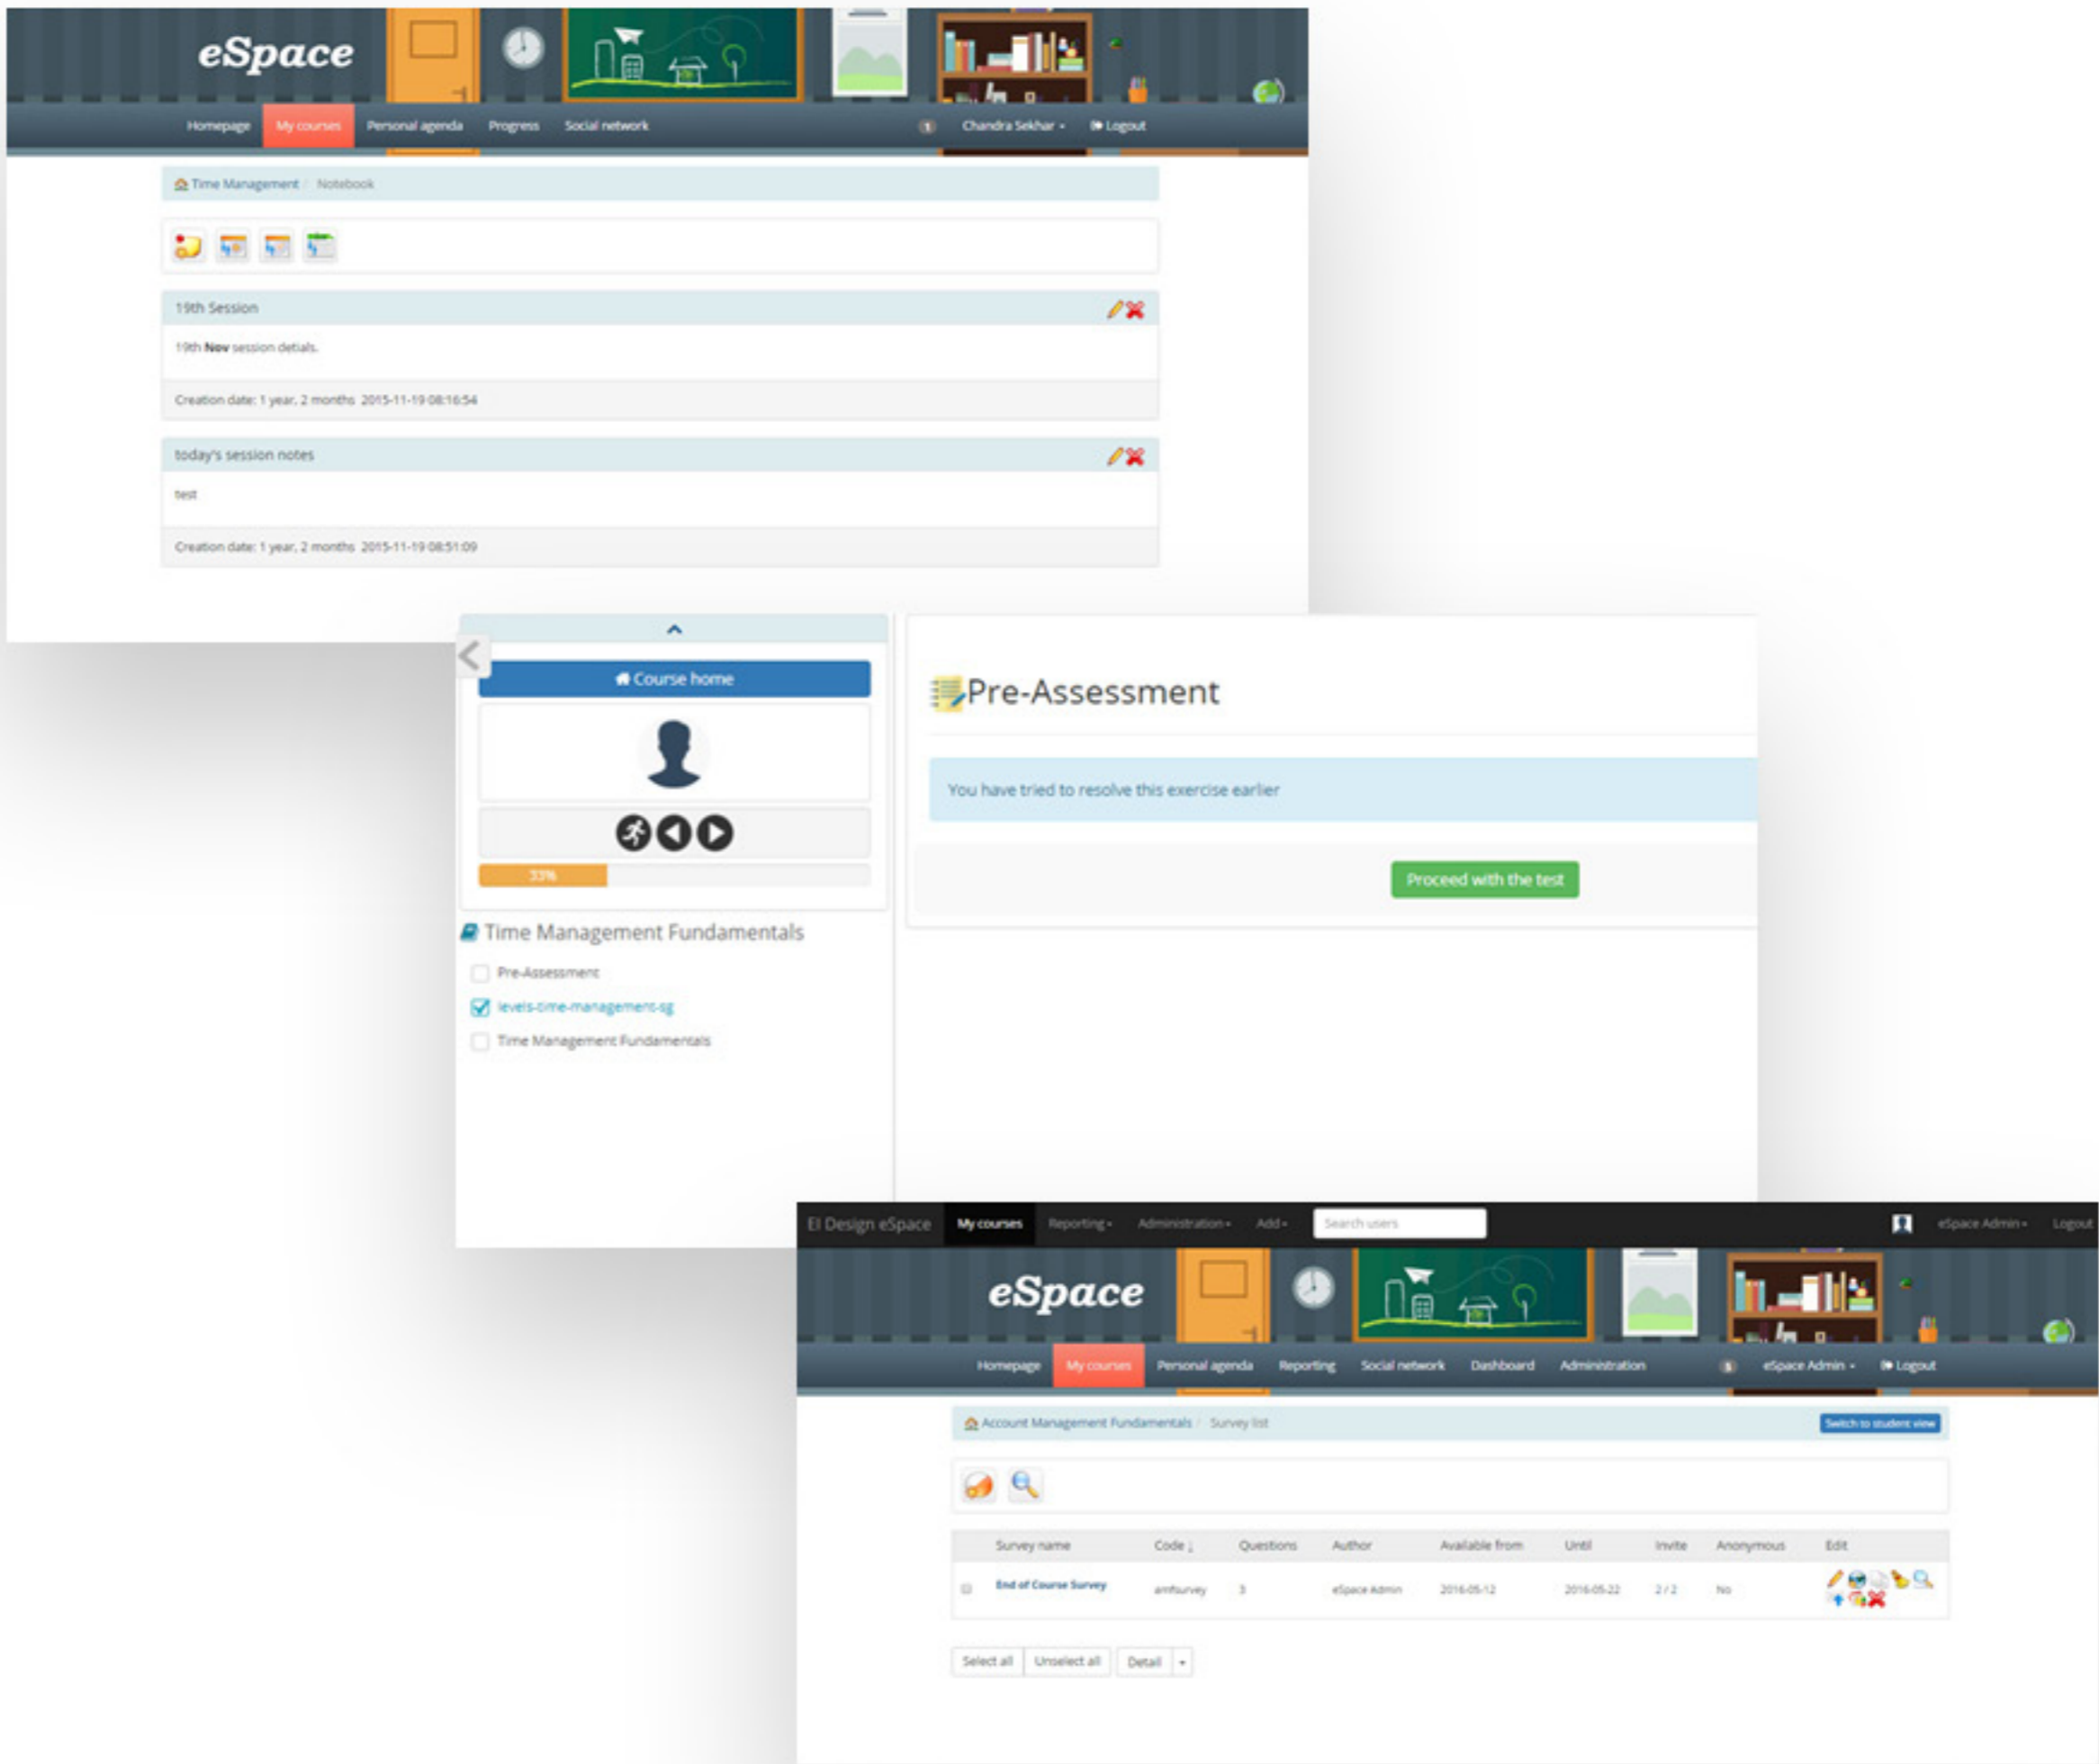 eSpace
Homepage My courses Personal agenda Progress Social network 1 Chandra Sekhar Logout
Time Management / Notebook
19th Session
19th Nov session detials.
Creation date: 1 year, 2 months 2015-11-19 08:16:54
today's session notes
test
Creation date: 1 year, 2 months 2015-11-19 08:51:09
Course home
33%
Time Management Fundamentals
Pre-Assessment
levels-time-management-sg
Time Management Fundamentals
Pre-Assessment
You have tried to resolve this exercise earlier
Proceed with the test
EI Design eSpace My courses Reporting Administration Add Search users eSpace Admin Logout
eSpace
Homepage My courses Personal agenda Reporting Social network Dashboard Administration 5 eSpace Admin Logout
Account Management Fundamentals / Survey list Switch to student view
Survey name Code Questions Author Available from Until Invite Anonymous Edit
End of Course Survey amfsurvey 3 eSpace Admin 2016-05-12 2016-05-22 2 / 2 No
Select all Unselect all Detail